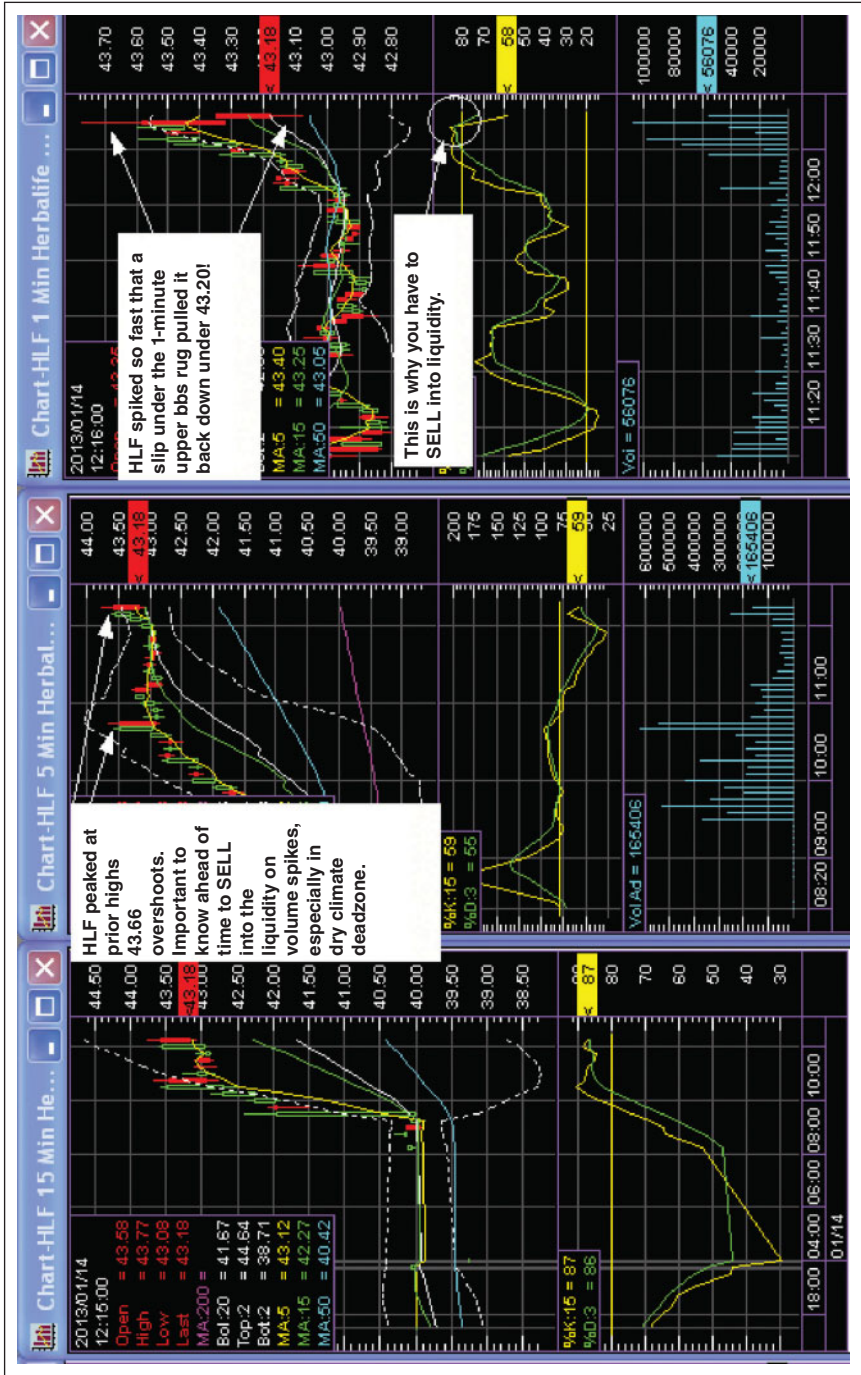 Chart-HLF 15 Min He...
2013/01/14
12:15:00
Open = 43.58
High = 43.77
Low = 43.08
Last = 43.18
MA:200 =
Bol:20 = 41.67
Top:2 = 44.64
Bot:2 = 38.71
MA:5 = 43.12
MA:15 = 42.27
MA:50 = 40.42
44.50
44.00
43.50
< 43.18
43.00
42.50
42.00
41.50
41.00
40.50
40.00
39.50
39.00
38.50
%K:15 = 87
%D:3 = 86
< 87
80
70
60
50
40
30
18:00
04:00
06:00
08:00
10:00
01/14
Chart-HLF 5 Min Herbal...
HLF peaked at
prior highs
43.66
overshoots.
Important to
know ahead of
time to SELL
into the
liquidity on
volume spikes,
especially in
dry climate
deadzone.
44.00
43.50
< 43.18
43.00
42.50
42.00
41.50
41.00
40.50
40.00
39.50
39.00
%K:15 = 59
%D:3 = 55
200
175
150
125
100
75
< 59
25
Vol Ad = 165406
600000
500000
400000
300000
< 165406
100000
08:20
09:00
10:00
11:00
Chart-HLF 1 Min Herbalife ...
2013/01/14
12:16:00
HLF spiked so fast that a
slip under the 1-minute
upper bbs rug pulled it
back down under 43.20!
MA:5 = 43.40
MA:15 = 43.25
MA:50 = 43.05
43.70
43.60
43.50
43.40
43.30
< 43.18
43.10
43.00
42.90
42.80
This is why you have to
SELL into liquidity.
80
70
< 58
40
30
20
Vol = 56076
100000
80000
< 56076
40000
20000
11:20
11:30
11:40
11:50
12:00